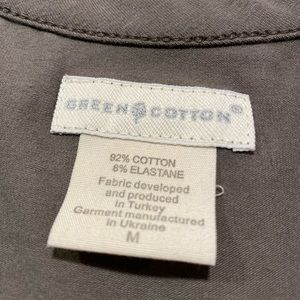 GREEN COTTON®
92% COTTON
8% ELASTANE
Fabric developed
and produced
in Turkey
Garment manufactured
in Ukraine
M